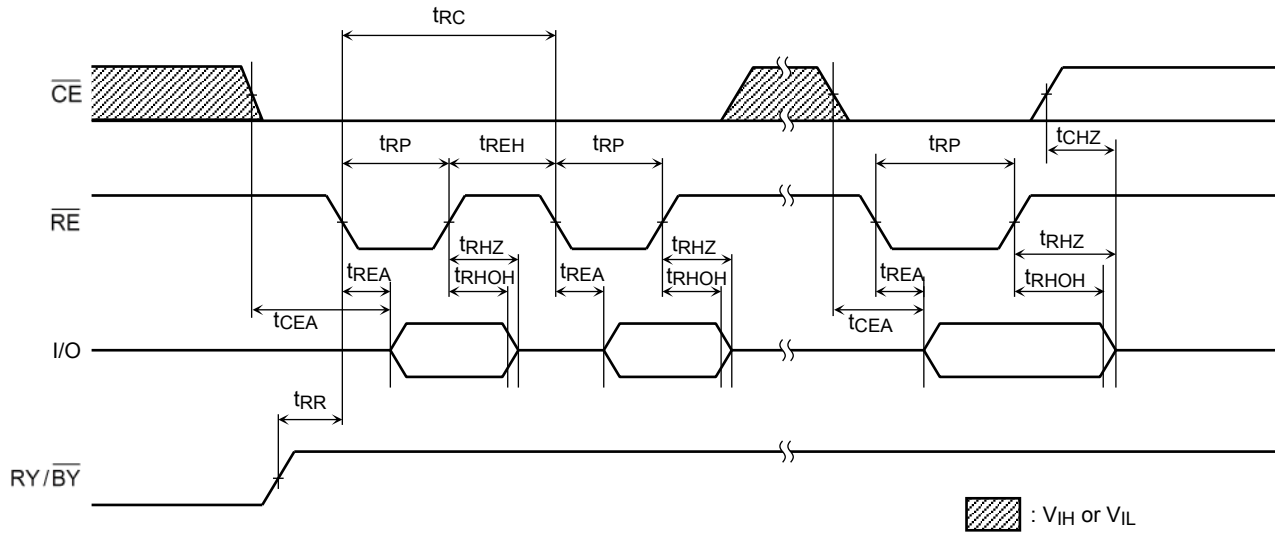 tRC
CE
tRP
tREH
tRP
tRP
tCHZ
RE
tRHZ
tRHZ
tRHZ
tREA
tRHOH
tREA
tRHOH
tREA
tRHOH
tCEA
tCEA
I/O
tRR
RY/BY
: VIH or VIL